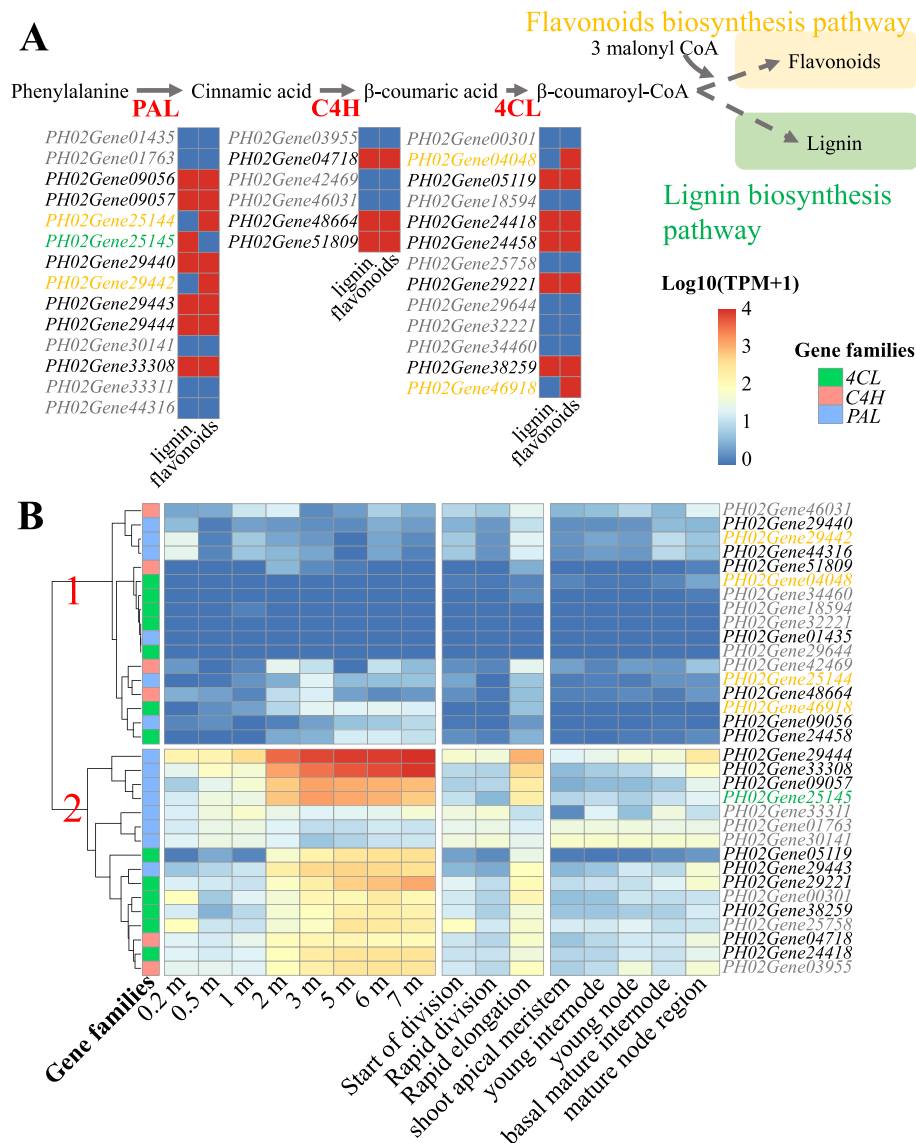 Flavonoids biosynthesis pathway
A
3 malonyl CoA
Flavonoids
Phenylalanine
Cinnamic acid
β-coumaric acid
β-coumaroyl-CoA
PAL
C4H
4CL
Lignin
Lignin biosynthesis
pathway
PH02Gene01435
PH02Gene01763
PH02Gene09056
PH02Gene09057
PH02Gene25144
PH02Gene25145
PH02Gene29440
PH02Gene29442
PH02Gene29443
PH02Gene29444
PH02Gene30141
PH02Gene33308
PH02Gene33311
PH02Gene44316
lignin
flavonoids
PH02Gene03955
PH02Gene04718
PH02Gene42469
PH02Gene46031
PH02Gene48664
PH02Gene51809
lignin
flavonoids
PH02Gene00301
PH02Gene04048
PH02Gene05119
PH02Gene18594
PH02Gene24418
PH02Gene24458
PH02Gene25758
PH02Gene29221
PH02Gene29644
PH02Gene32221
PH02Gene34460
PH02Gene38259
PH02Gene46918
lignin
flavonoids
Log10(TPM+1)
4
3
2
1
0
Gene families
4CL
C4H
PAL
B
1
2
PH02Gene46031
PH02Gene29440
PH02Gene29442
PH02Gene44316
PH02Gene51809
PH02Gene04048
PH02Gene34460
PH02Gene18594
PH02Gene32221
PH02Gene01435
PH02Gene29644
PH02Gene42469
PH02Gene25144
PH02Gene48664
PH02Gene46918
PH02Gene09056
PH02Gene24458
PH02Gene29444
PH02Gene33308
PH02Gene09057
PH02Gene25145
PH02Gene33311
PH02Gene01763
PH02Gene30141
PH02Gene05119
PH02Gene29443
PH02Gene29221
PH02Gene00301
PH02Gene38259
PH02Gene25758
PH02Gene04718
PH02Gene24418
PH02Gene03955
Gene families
0.2 m
0.5 m
1 m
2 m
3 m
5 m
6 m
7 m
Start of division
Rapid division
Rapid elongation
shoot apical meristem
young internode
young node
basal mature internode
mature node region